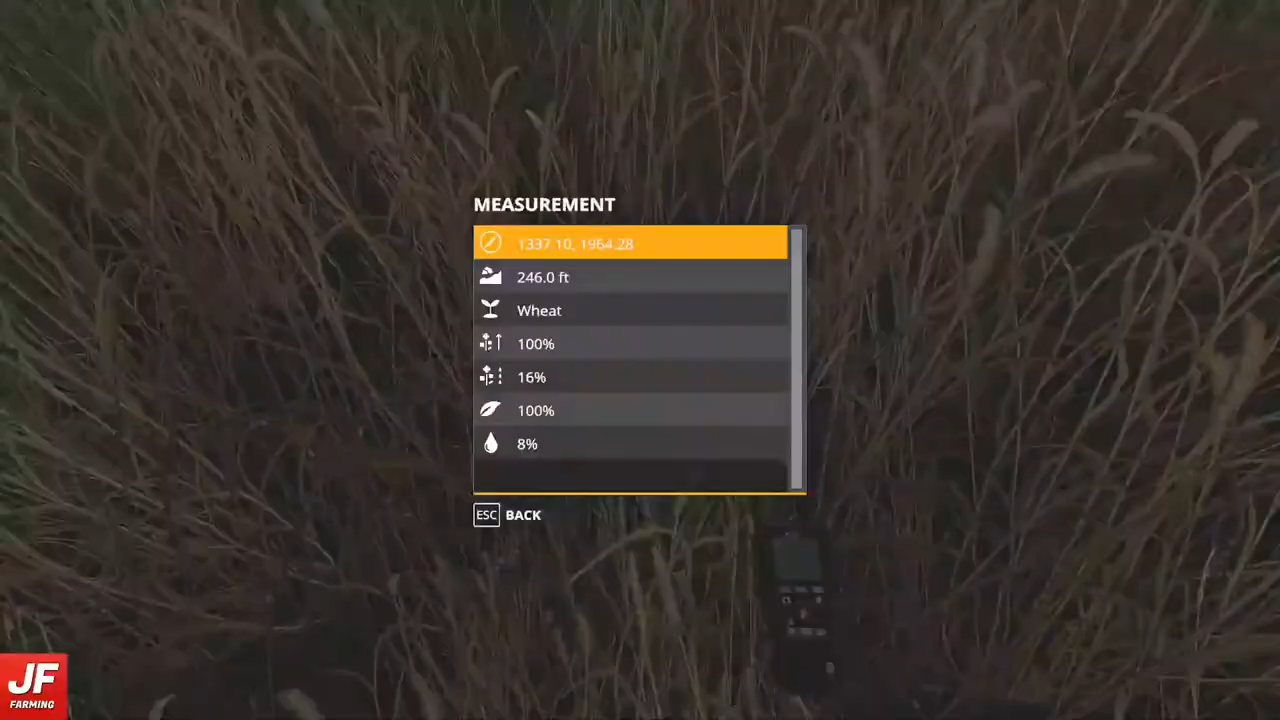 MEASUREMENT
1337.10, 1964.28
246.0 ft
Wheat
100%
16%
100%
8%
ESC BACK
JF
FARMING